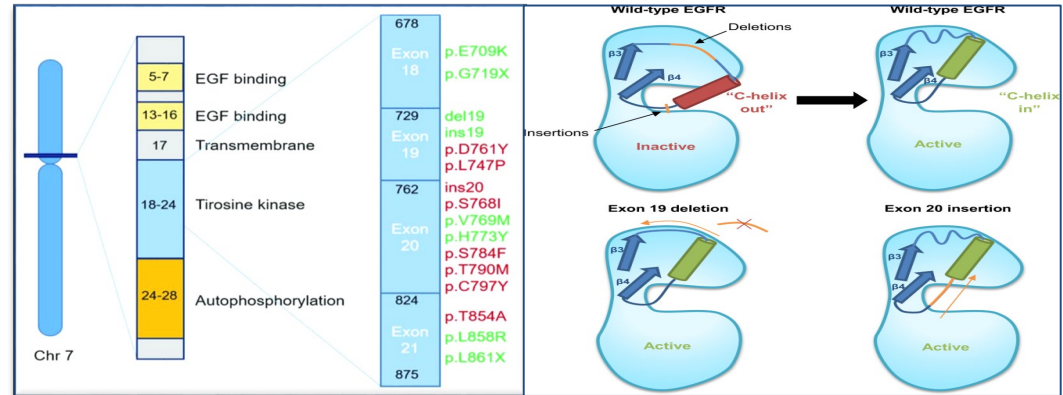 Chr 7
5-7
EGF binding
13-16
EGF binding
17
Transmembrane
18-24
Tirosine kinase
24-28
Autophosphorylation
678
Exon
18
p.E709K
p.G719X
729
Exon
19
del19
ins19
p.D761Y
p.L747P
762
Exon
20
ins20
p.S768I
p.V769M
p.H773Y
p.S784F
p.T790M
p.C797Y
824
Exon
21
875
p.T854A
p.L858R
p.L861X
Wild-type EGFR
Deletions
β3
β4
"C-helix
out"
Insertions
Inactive
Wild-type EGFR
β3
β4
"C-helix
in"
Active
Exon 19 deletion
β3
β4
Active
Exon 20 insertion
β3
β4
Active